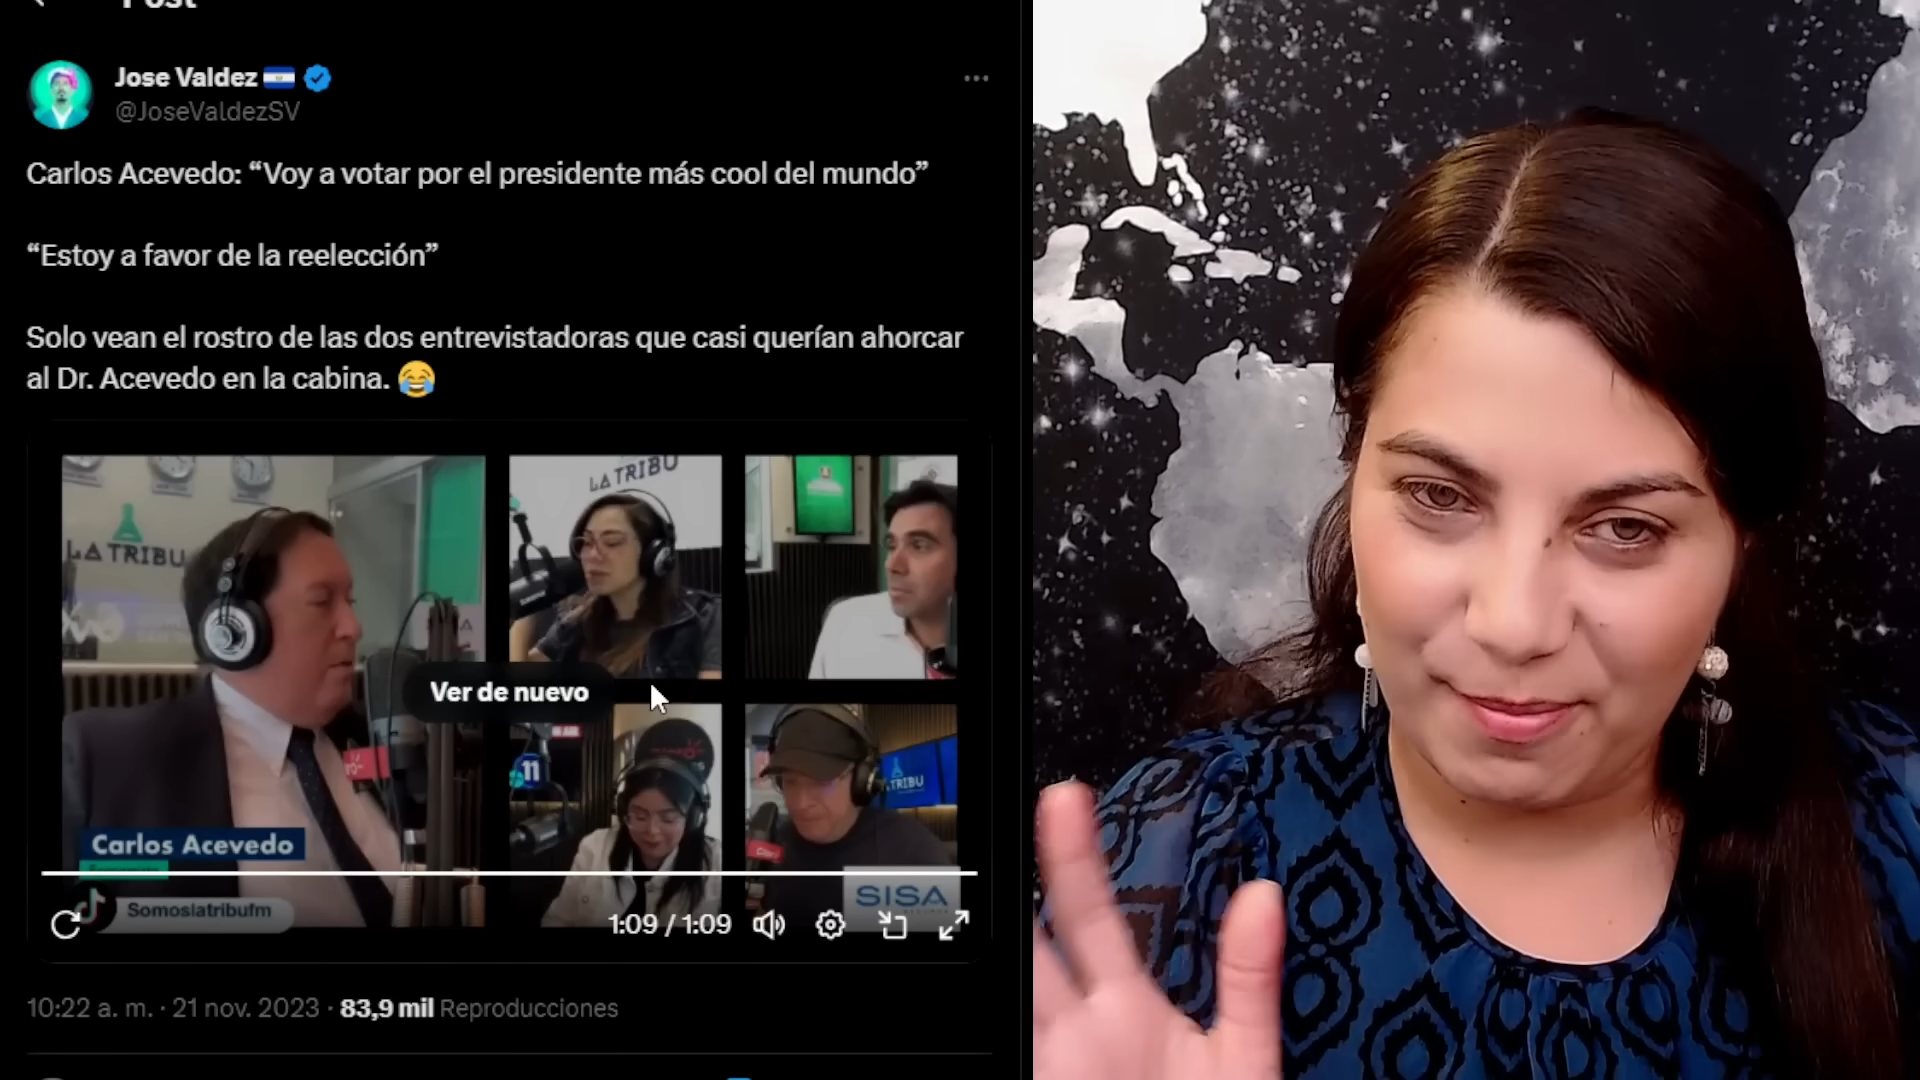 Post
Jose Valdez
@JoseValdezSV
Carlos Acevedo: “Voy a votar por el presidente más cool del mundo”
“Estoy a favor de la reelección”
Solo vean el rostro de las dos entrevistadoras que casi querían ahorcar
al Dr. Acevedo en la cabina. 😂
LA TRIBU
LA TRIBU
Ver de nuevo
11
TRIBU
Carlos Acevedo
Somoslatribufm
SISA
1:09 / 1:09
10:22 a. m. · 21 nov. 2023 · 83,9 mil Reproducciones